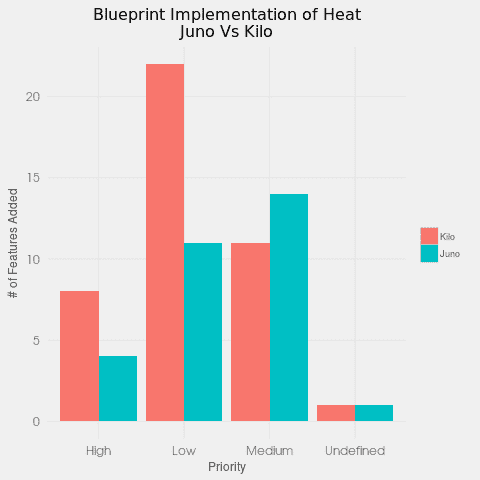 Blueprint Implementation of Heat
Juno Vs Kilo
# of Features Added
20
15
10
5
0
High Low Medium Undefined
Priority
Kilo
Juno